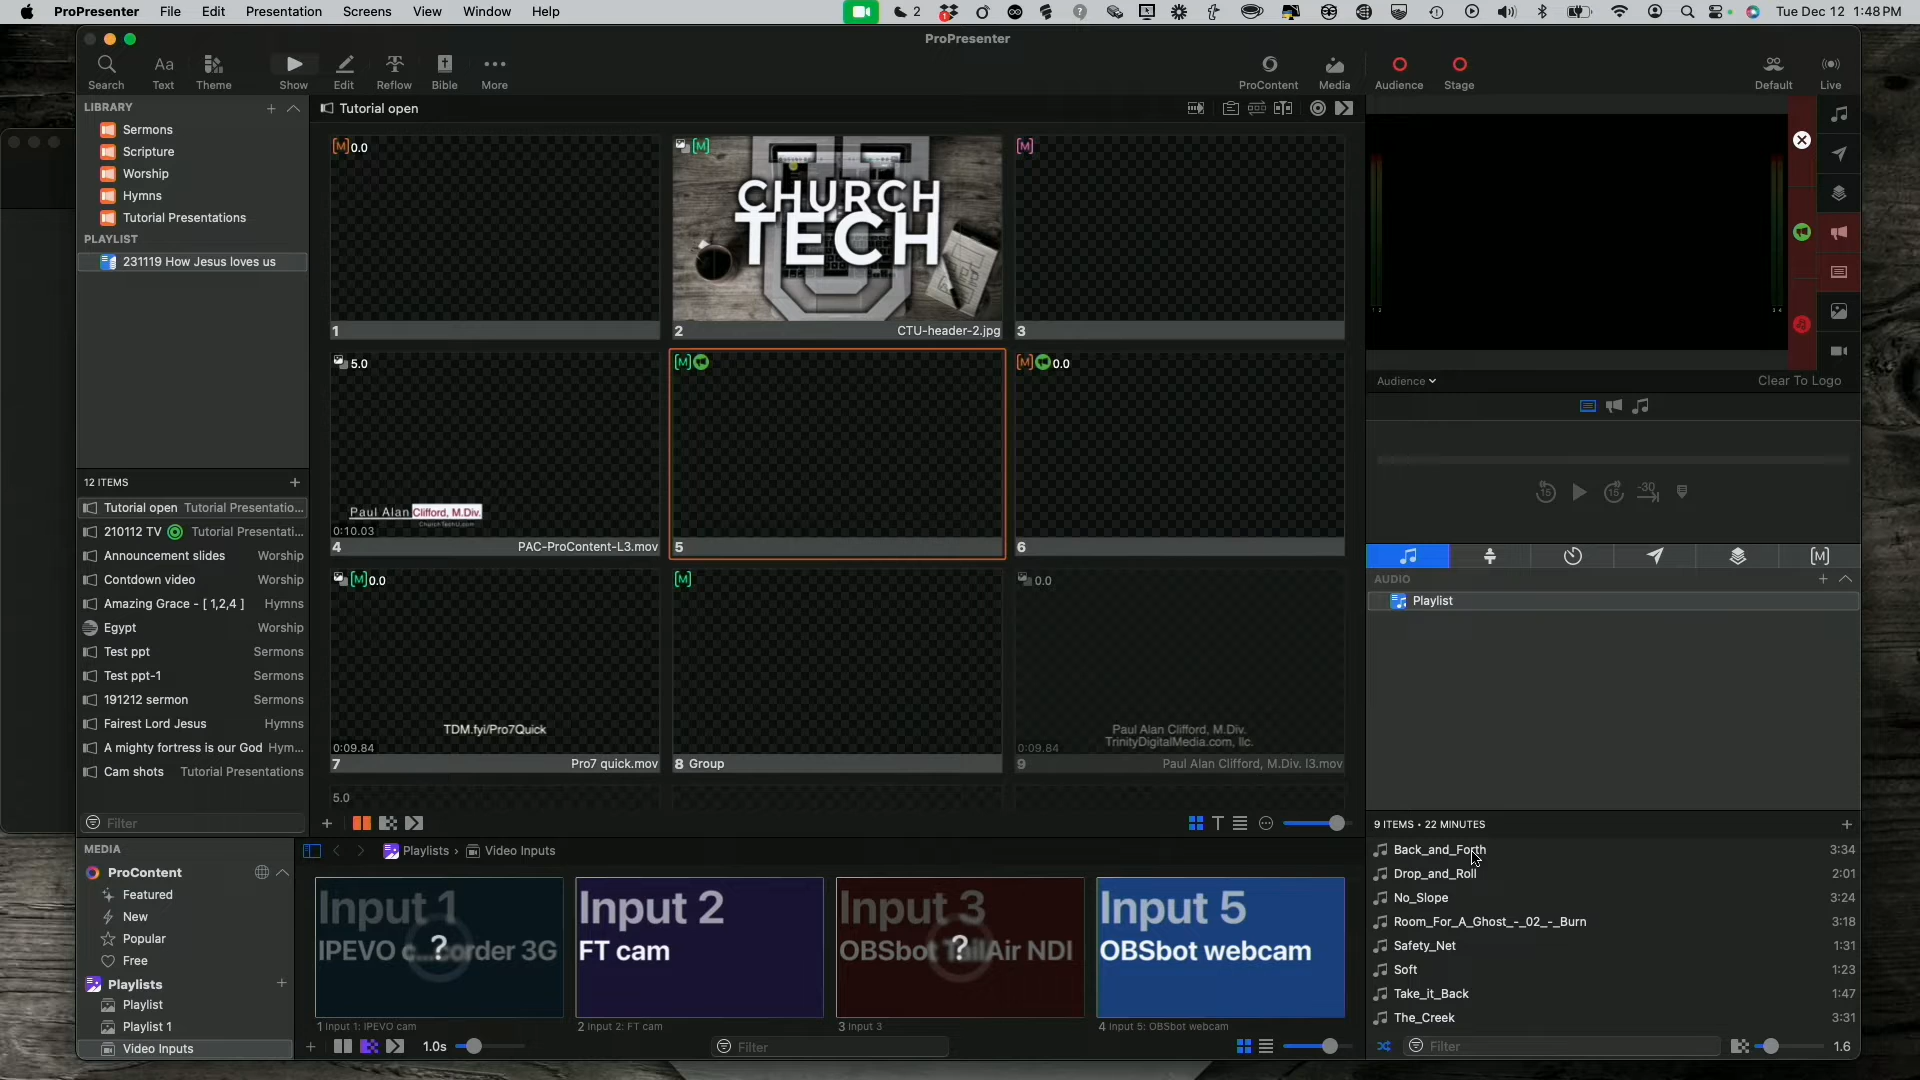 ProPresenter File Edit Presentation Screens View Window Help
2 Tue Dec 12 1:48 PM
ProPresenter
Search Text Theme Show Edit Reflow Bible More
ProContent Media Audience Stage Default Live
LIBRARY
Sermons
Scripture
Worship
Hymns
Tutorial Presentations
PLAYLIST
231119 How Jesus loves us
12 ITEMS
Tutorial open Tutorial Presentatio...
210112 TV Tutorial Presentati...
Announcement slides Worship
Contdown video Worship
Amazing Grace - [ 1,2,4 ] Hymns
Egypt Worship
Test ppt Sermons
Test ppt-1 Sermons
191212 sermon Sermons
Fairest Lord Jesus Hymns
A mighty fortress is our God Hym...
Cam shots Tutorial Presentations
Filter
Tutorial open
[M] 0.0
1
[M]
CHURCH
TECH
2 CTU-header-2.jpg
[M]
3
5.0
Paul Alan Clifford, M.Div.
ChurchTechU.com
0:10.03
4 PAC-ProContent-L3.mov
[M]
5
[M] 0.0
6
[M] 0.0
TDM.fyi/Pro7Quick
0:09.84
7 Pro7 quick.mov
[M]
8 Group
0.0
Paul Alan Clifford, M.Div.
TrinityDigitalMedia.com, llc.
0:09.84
9 Paul Alan Clifford, M.Div. l3.mov
5.0
MEDIA
ProContent
Featured
New
Popular
Free
Playlists
Playlist
Playlist 1
Video Inputs
Playlists › Video Inputs
Input 1
IPEVO c...order 3G
1 Input 1: IPEVO cam
Input 2
FT cam
2 Input 2: FT cam
Input 3
OBSbot TailAir NDI
3 Input 3
Input 5
OBSbot webcam
4 Input 5: OBSbot webcam
1.0s
Filter
Audience
Clear To Logo
15 15 -30
[M]
AUDIO
Playlist
9 ITEMS • 22 MINUTES
Back_and_Forth 3:34
Drop_and_Roll 2:01
No_Slope 3:24
Room_For_A_Ghost_-_02_-_Burn 3:18
Safety_Net 1:31
Soft 1:23
Take_it_Back 1:47
The_Creek 3:31
Filter
1.6